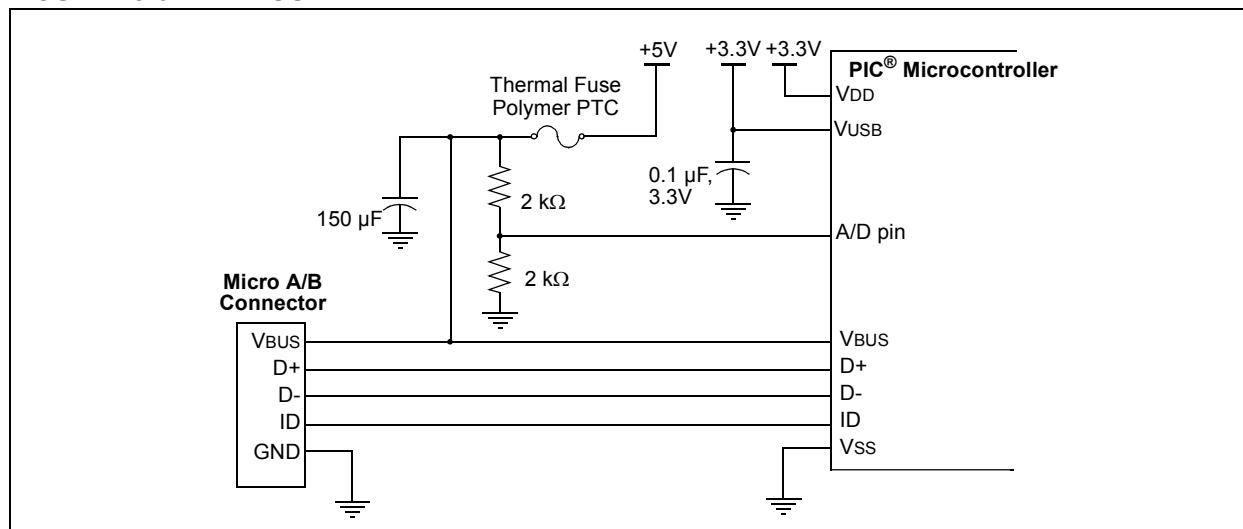 +5V
+3.3V
+3.3V
PIC® Microcontroller
VDD
Thermal Fuse
Polymer PTC
VUSB
0.1 µF,
3.3V
2 kΩ
150 µF
A/D pin
2 kΩ
Micro A/B
Connector
VBUS
D+
D-
ID
GND
VBUS
D+
D-
ID
VSS